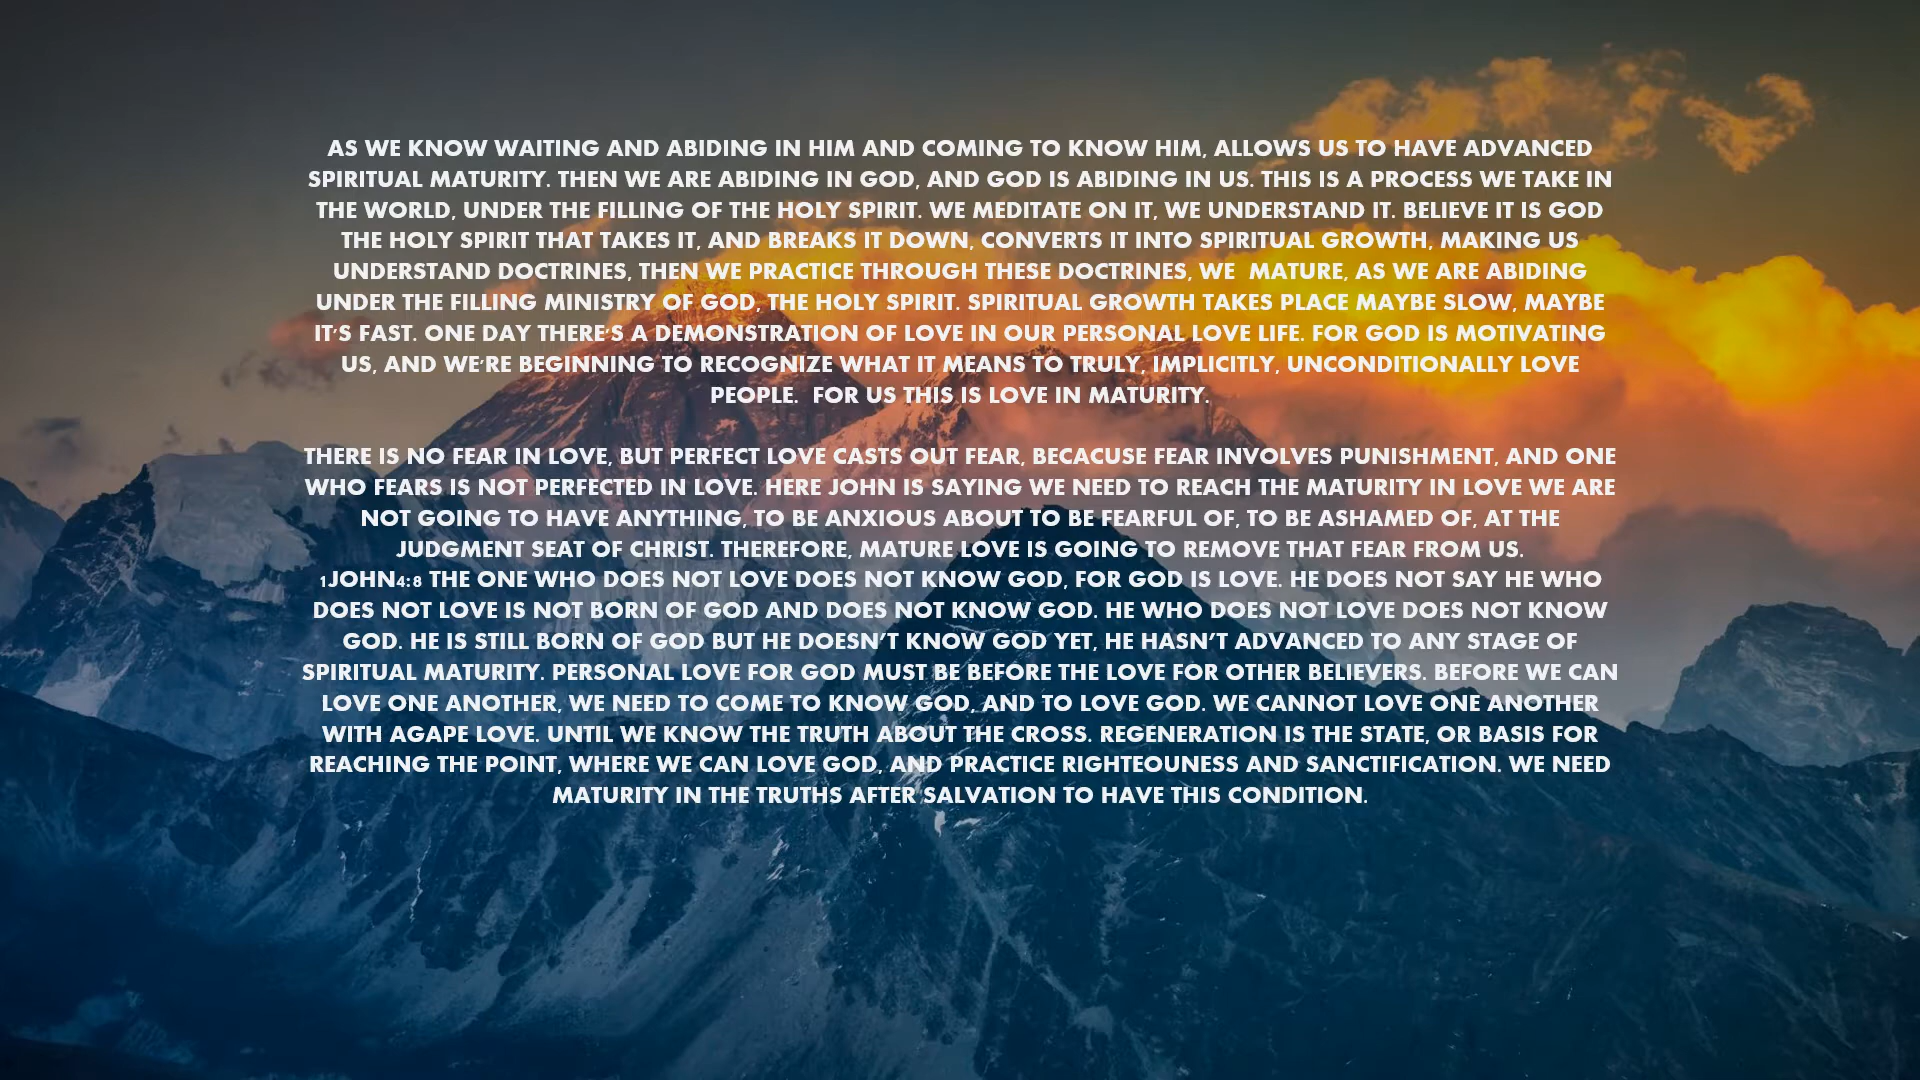 AS WE KNOW WAITING AND ABIDING IN HIM AND COMING TO KNOW HIM, ALLOWS US TO HAVE ADVANCED
SPIRITUAL MATURITY. THEN WE ARE ABIDING IN GOD, AND GOD IS ABIDING IN US. THIS IS A PROCESS WE TAKE IN
THE WORLD, UNDER THE FILLING OF THE HOLY SPIRIT. WE MEDITATE ON IT, WE UNDERSTAND IT. BELIEVE IT IS GOD
THE HOLY SPIRIT THAT TAKES IT, AND BREAKS IT DOWN, CONVERTS IT INTO SPIRITUAL GROWTH, MAKING US
UNDERSTAND DOCTRINES, THEN WE PRACTICE THROUGH THESE DOCTRINES, WE  MATURE, AS WE ARE ABIDING
UNDER THE FILLING MINISTRY OF GOD, THE HOLY SPIRIT. SPIRITUAL GROWTH TAKES PLACE MAYBE SLOW, MAYBE
IT'S FAST. ONE DAY THERE'S A DEMONSTRATION OF LOVE IN OUR PERSONAL LOVE LIFE. FOR GOD IS MOTIVATING
US, AND WE'RE BEGINNING TO RECOGNIZE WHAT IT MEANS TO TRULY, IMPLICITLY, UNCONDITIONALLY LOVE
PEOPLE.  FOR US THIS IS LOVE IN MATURITY.
THERE IS NO FEAR IN LOVE, BUT PERFECT LOVE CASTS OUT FEAR, BECACUSE FEAR INVOLVES PUNISHMENT, AND ONE
WHO FEARS IS NOT PERFECTED IN LOVE. HERE JOHN IS SAYING WE NEED TO REACH THE MATURITY IN LOVE WE ARE
NOT GOING TO HAVE ANYTHING, TO BE ANXIOUS ABOUT TO BE FEARFUL OF, TO BE ASHAMED OF, AT THE
JUDGMENT SEAT OF CHRIST. THEREFORE, MATURE LOVE IS GOING TO REMOVE THAT FEAR FROM US.
1JOHN4:8 THE ONE WHO DOES NOT LOVE DOES NOT KNOW GOD, FOR GOD IS LOVE. HE DOES NOT SAY HE WHO
DOES NOT LOVE IS NOT BORN OF GOD AND DOES NOT KNOW GOD. HE WHO DOES NOT LOVE DOES NOT KNOW
GOD. HE IS STILL BORN OF GOD BUT HE DOESN'T KNOW GOD YET, HE HASN'T ADVANCED TO ANY STAGE OF
SPIRITUAL MATURITY. PERSONAL LOVE FOR GOD MUST BE BEFORE THE LOVE FOR OTHER BELIEVERS. BEFORE WE CAN
LOVE ONE ANOTHER, WE NEED TO COME TO KNOW GOD, AND TO LOVE GOD. WE CANNOT LOVE ONE ANOTHER
WITH AGAPE LOVE. UNTIL WE KNOW THE TRUTH ABOUT THE CROSS. REGENERATION IS THE STATE, OR BASIS FOR
REACHING THE POINT, WHERE WE CAN LOVE GOD, AND PRACTICE RIGHTEOUNESS AND SANCTIFICATION. WE NEED
MATURITY IN THE TRUTHS AFTER SALVATION TO HAVE THIS CONDITION.